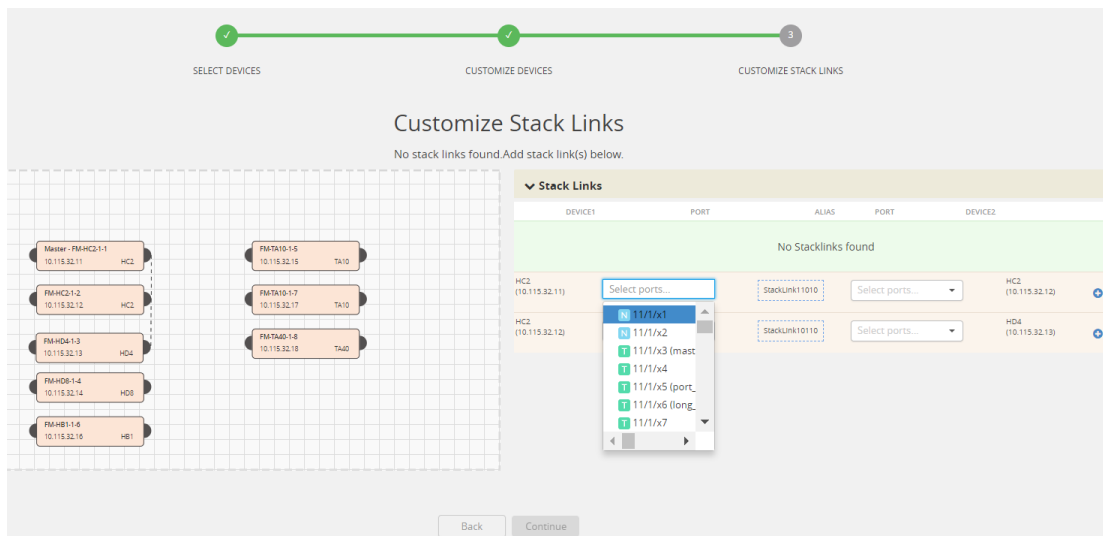 ✓
✓
3
SELECT DEVICES
CUSTOMIZE DEVICES
CUSTOMIZE STACK LINKS
Customize Stack Links
No stack links found.Add stack link(s) below.
Master - FM-HC2-1-1
10.115.32.11 HC2
FM-HC2-1-2
10.115.32.12 HC2
FM-HD4-1-3
10.115.32.13 HD4
FM-HD8-1-4
10.115.32.14 HD8
FM-HB1-1-6
10.115.32.16 HB1
FM-TA10-1-5
10.115.32.15 TA10
FM-TA10-1-7
10.115.32.17 TA10
FM-TA40-1-8
10.115.32.18 TA40
Stack Links
DEVICE1 PORT ALIAS PORT DEVICE2
No Stacklinks found
HC2
(10.115.32.11)
Select ports...
StackLink11010
Select ports...
HC2
(10.115.32.12)
HC2
(10.115.32.12)
StackLink10110
Select ports...
HD4
(10.115.32.13)
N 11/1/x1
N 11/1/x2
T 11/1/x3 (mast
T 11/1/x4
T 11/1/x5 (port_
T 11/1/x6 (long_
T 11/1/x7
Back
Continue